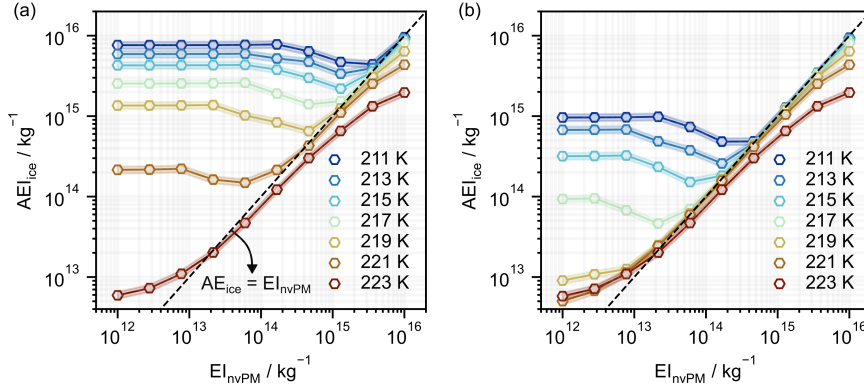 (a)
10^16
10^15
10^14
10^13
AEI_ice / kg^−1
211 K
213 K
215 K
217 K
219 K
221 K
223 K
AE_ice = EI_nvPM
10^12 10^13 10^14 10^15 10^16
EI_nvPM / kg^−1
(b)
10^16
10^15
10^14
10^13
AEI_ice / kg^−1
211 K
213 K
215 K
217 K
219 K
221 K
223 K
10^12 10^13 10^14 10^15 10^16
EI_nvPM / kg^−1